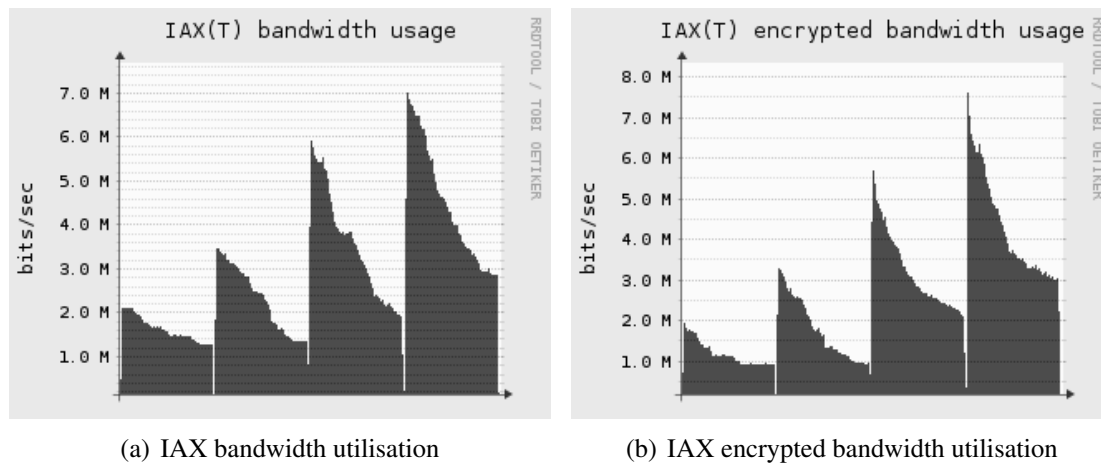 IAX(T) bandwidth usage
RRDTOOL / TOBI OETIKER
bits/sec
7.0 M
6.0 M
5.0 M
4.0 M
3.0 M
2.0 M
1.0 M
(a) IAX bandwidth utilisation
IAX(T) encrypted bandwidth usage
RRDTOOL / TOBI OETIKER
bits/sec
8.0 M
7.0 M
6.0 M
5.0 M
4.0 M
3.0 M
2.0 M
1.0 M
(b) IAX encrypted bandwidth utilisation